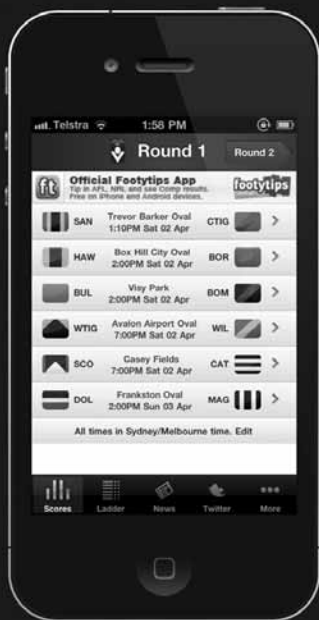 Telstra 1:58 PM
Round 1 Round 2
ft Official Footytips App
Tip in AFL, NRL and see Comp results.
Free on iPhone and Android devices.
footytips
SAN Trevor Barker Oval CTIG
1:10PM Sat 02 Apr
HAW Box Hill City Oval BOR
2:00PM Sat 02 Apr
BUL Visy Park BOM
2:00PM Sat 02 Apr
WTIG Avalon Airport Oval WIL
7:00PM Sat 02 Apr
SCO Casey Fields CAT
7:00PM Sat 02 Apr
DOL Frankston Oval MAG
2:00PM Sun 03 Apr
All times in Sydney/Melbourne time. Edit
Scores Ladder News Twitter More